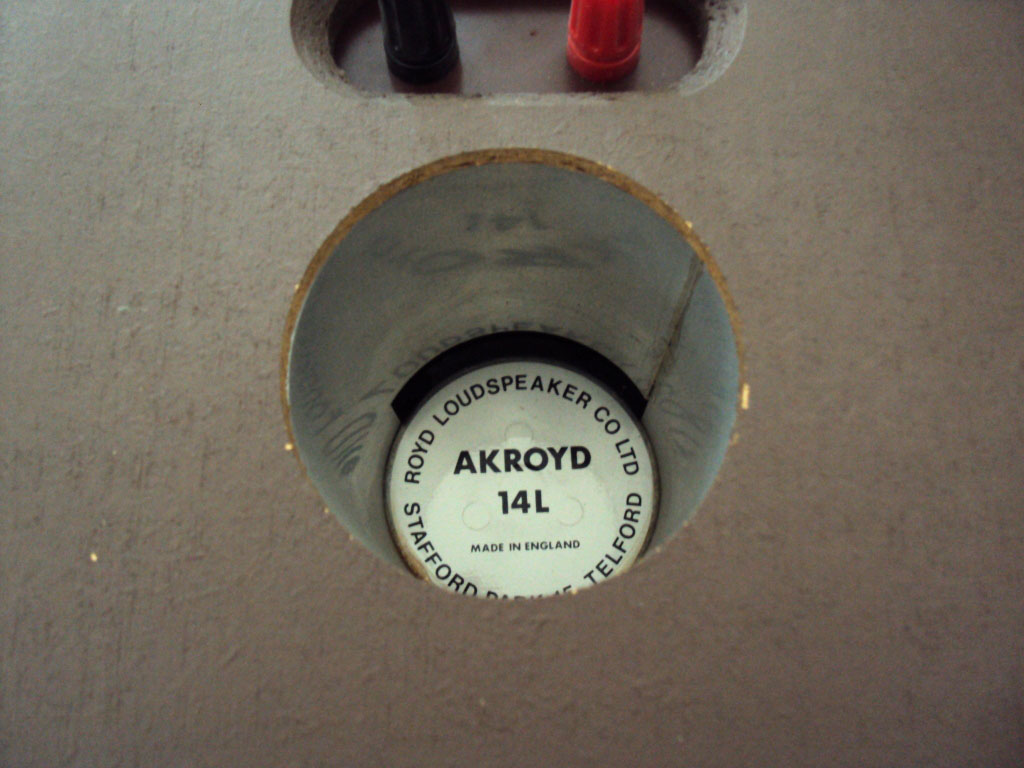 ROYD LOUDSPEAKER CO LTD
AKROYD
14L
MADE IN ENGLAND
STAFFORD PARK 15 TELFORD